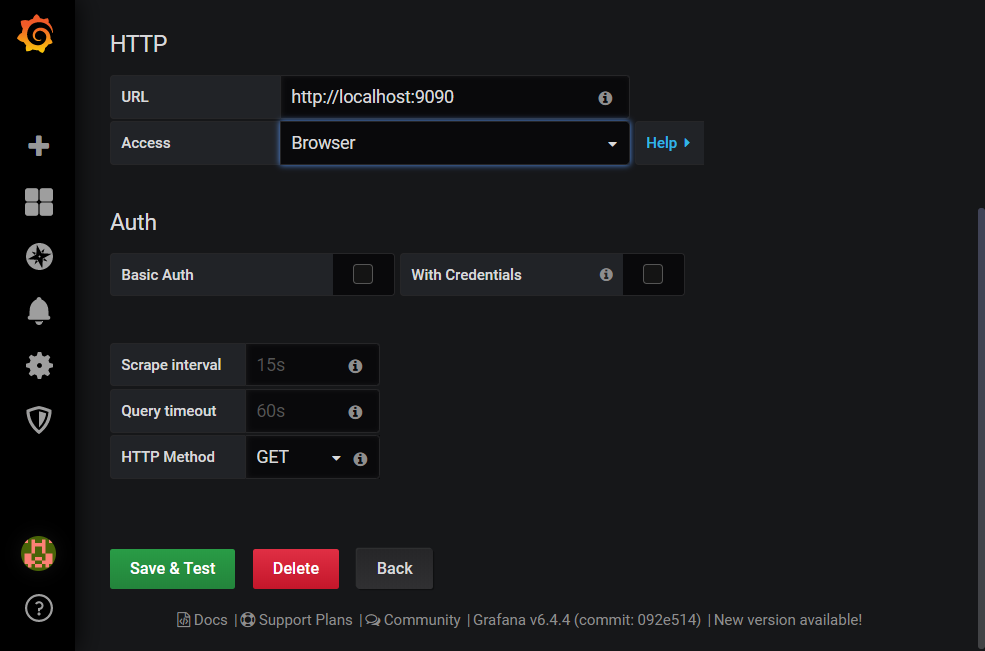 HTTP
URL http://localhost:9090
Access Browser Help
Auth
Basic Auth With Credentials
Scrape interval 15s
Query timeout 60s
HTTP Method GET
Save & Test Delete Back
Docs | Support Plans | Community | Grafana v6.4.4 (commit: 092e514) | New version available!